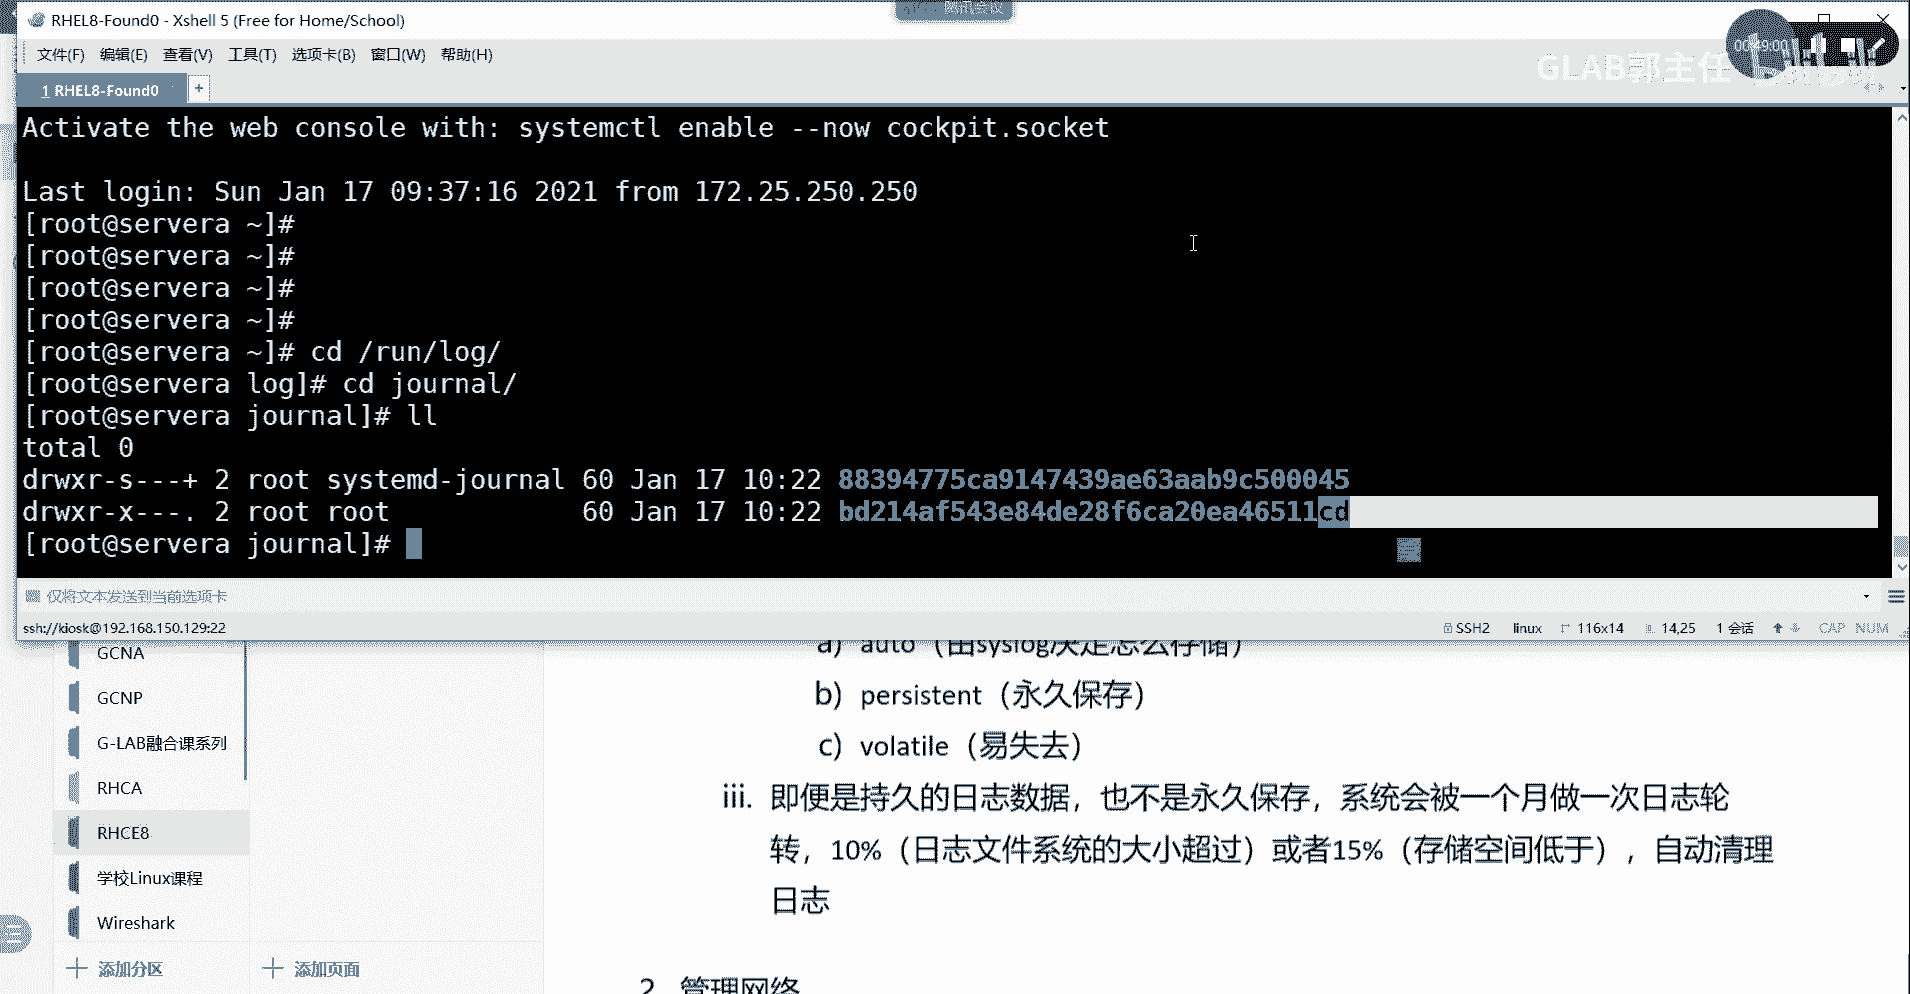 腾讯会议
RHEL8-Found0 - Xshell 5 (Free for Home/School)
00:49:00
GLAB郭主任
文件(F) 编辑(E) 查看(V) 工具(T) 选项卡(B) 窗口(W) 帮助(H)
1 RHEL8-Found0 +
Activate the web console with: systemctl enable --now cockpit.socket
Last login: Sun Jan 17 09:37:16 2021 from 172.25.250.250
[root@servera ~]#
[root@servera ~]#
[root@servera ~]#
[root@servera ~]#
[root@servera ~]# cd /run/log/
[root@servera log]# cd journal/
[root@servera journal]# ll
total 0
drwxr-s---+ 2 root systemd-journal 60 Jan 17 10:22 88394775ca9147439ae63aab9c500045
drwxr-x---. 2 root root 60 Jan 17 10:22 bd214af543e84de28f6ca20ea46511cd
[root@servera journal]#
仅将文本发送到当前选项卡
ssh://kiosk@192.168.150.129:22 SSH2 linux 116x14 14,25 1 会话 CAP NUM
GCNA
GCNP
G-LAB融合课系列
RHCA
RHCE8
学校Linux课程
Wireshark
添加分区 添加页面
a) auto（由syslog决定怎么存储）
b) persistent（永久保存）
c) volatile（易失去）
iii. 即便是持久的日志数据，也不是永久保存，系统会被一个月做一次日志轮
转，10%（日志文件系统的大小超过）或者15%（存储空间低于），自动清理
日志
2. 管理网络